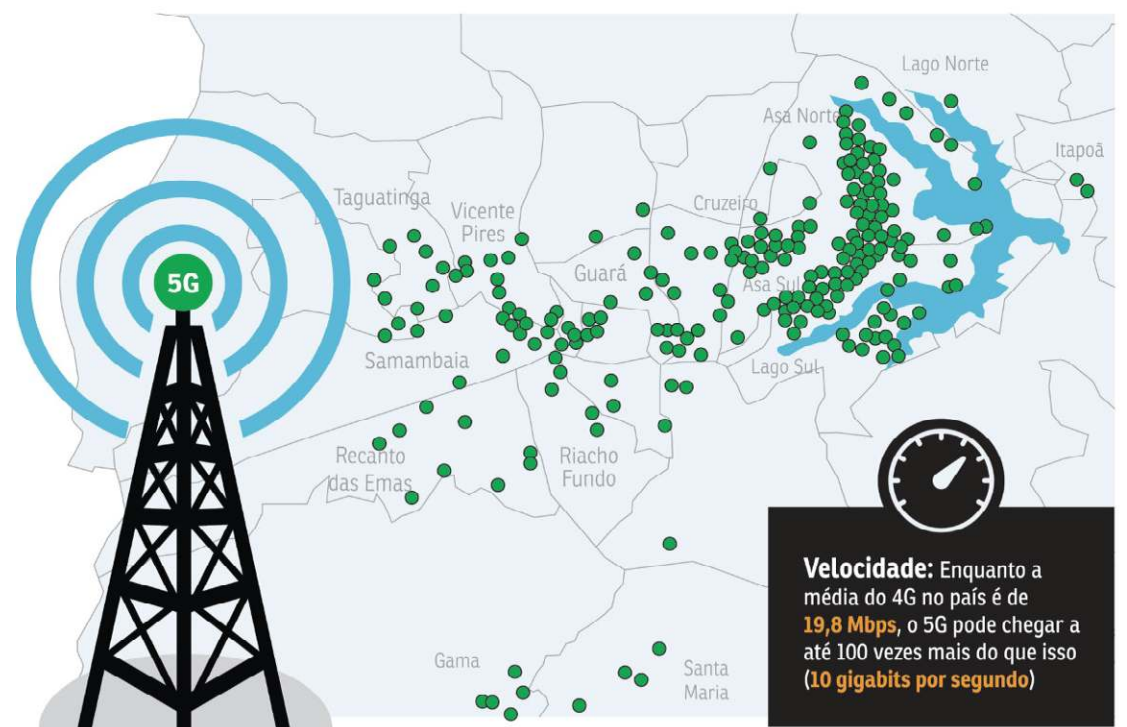 Lago Norte
Asa Norte
Itapoã
Taguatinga
Vicente
Pires
Cruzeiro
5G
Guará
Asa Sul
Samambaia
Lago Sul
Recanto
das Emas
Riacho
Fundo
Velocidade: Enquanto a
média do 4G no país é de
19,8 Mbps, o 5G pode chegar a
até 100 vezes mais do que isso
(10 gigabits por segundo)
Gama
Santa
Maria